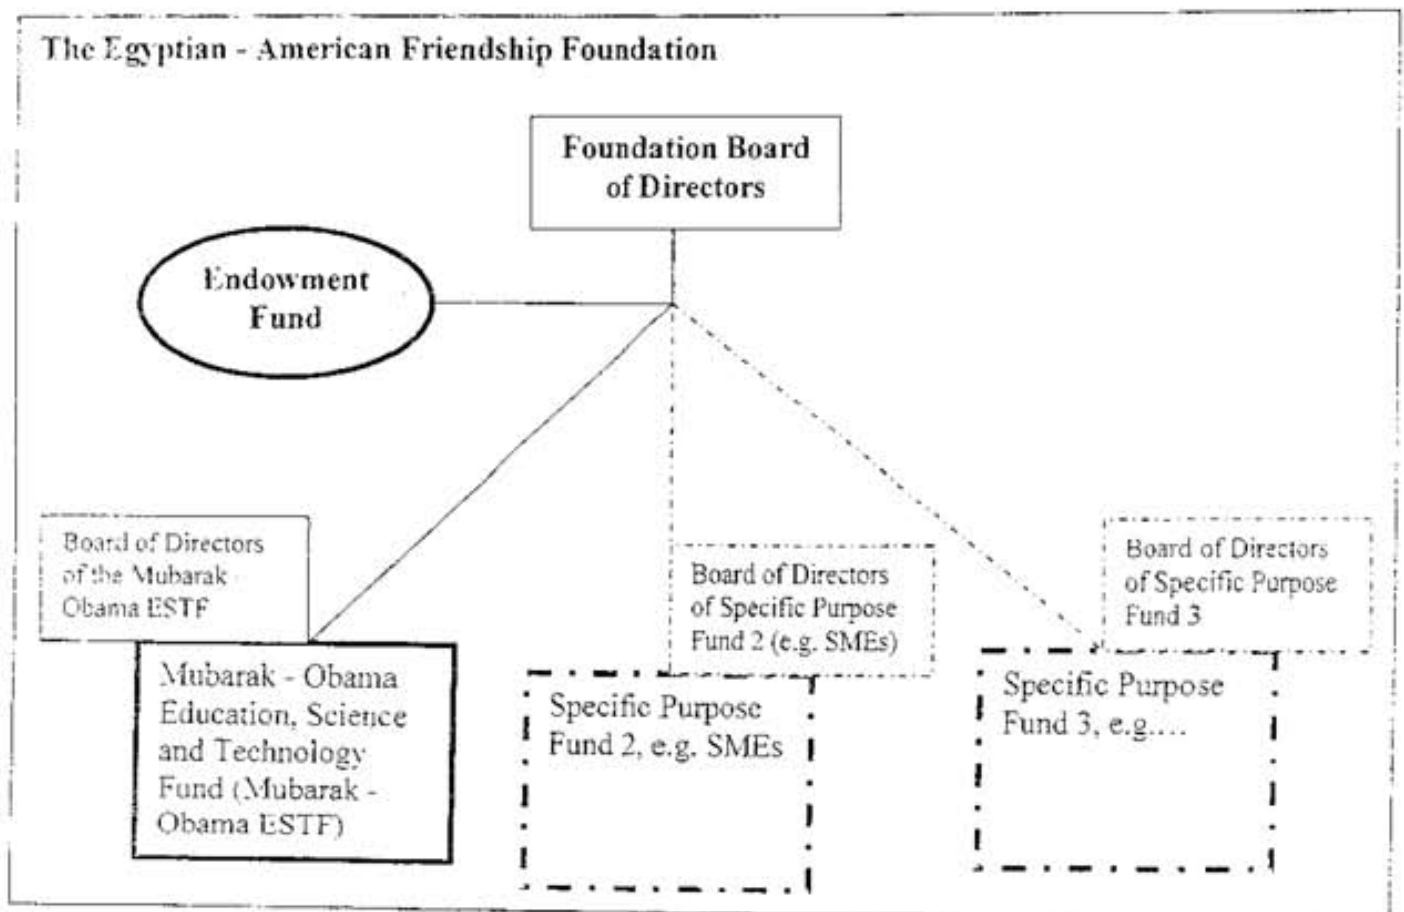 The Egyptian - American Friendship Foundation
Foundation Board
of Directors
Endowment
Fund
Board of Directors
of the Mubarak -
Obama ESTF
Mubarak - Obama
Education, Science
and Technology
Fund (Mubarak -
Obama ESTF)
Board of Directors
of Specific Purpose
Fund 2 (e.g. SMEs)
Specific Purpose
Fund 2, e.g. SMEs
Board of Directors
of Specific Purpose
Fund 3
Specific Purpose
Fund 3, e.g....